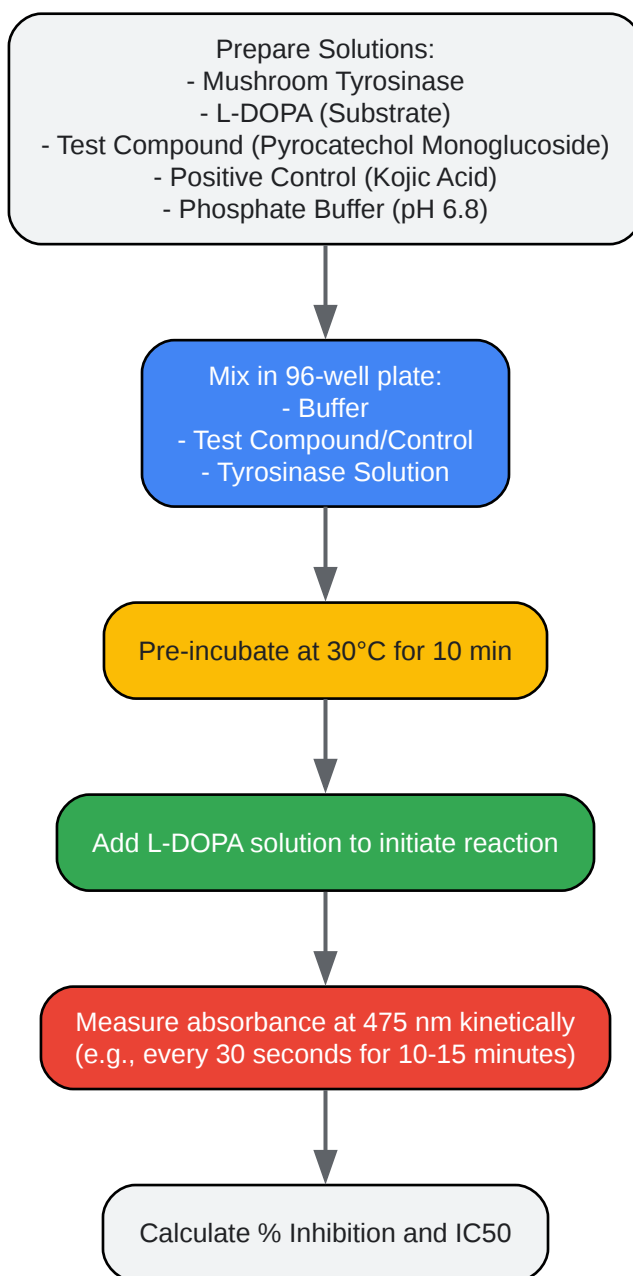 Prepare Solutions:
- Mushroom Tyrosinase
- L-DOPA (Substrate)
- Test Compound (Pyrocatechol Monoglucoside)
- Positive Control (Kojic Acid)
- Phosphate Buffer (pH 6.8)
Mix in 96-well plate:
- Buffer
- Test Compound/Control
- Tyrosinase Solution
Pre-incubate at 30°C for 10 min
Add L-DOPA solution to initiate reaction
Measure absorbance at 475 nm kinetically
(e.g., every 30 seconds for 10-15 minutes)
Calculate % Inhibition and IC50